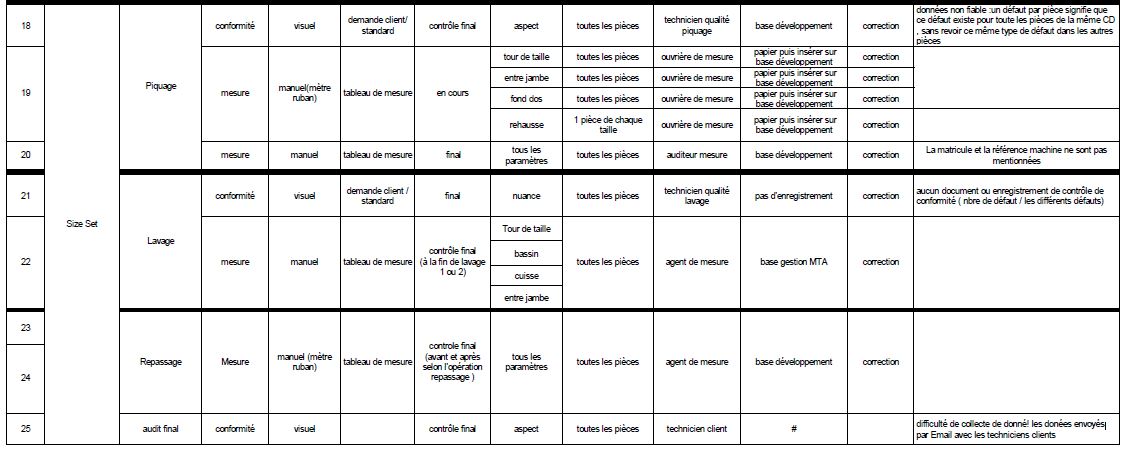 18
Size Set
Piquage
conformité
visuel
demande client/
standard
contrôle final
aspect
toutes les pièces
technicien qualité
piquage
base développement
correction
données non fiable :un défaut par pièce signifie que
ce défaut existe pour toute les pièces de la même CD
, sans revoir ce même type de défaut dans les autres
pièces
19
mesure
manuel(mètre
ruban)
tableau de mesure
en cours
tour de taille
toutes les pièces
ouvrière de mesure
papier puis insérer sur
base développement
correction
entre jambe
toutes les pièces
ouvrière de mesure
papier puis insérer sur
base développement
correction
fond dos
toutes les pièces
ouvrière de mesure
papier puis insérer sur
base développement
correction
rehausse
1 pièce de chaque
taille
ouvrière de mesure
papier puis insérer sur
base développement
correction
20
mesure
manuel
tableau de mesure
final
tous les
paramètres
toutes les pièces
auditeur mesure
base développement
correction
La matricule et la référence machine ne sont pas
mentionnées
21
Lavage
conformité
visuel
demande client /
standard
final
nuance
toutes les pièces
technicien qualité
lavage
pas d'enregistrement
correction
aucun document ou enregistrement de contrôle de
conformité ( nbre de défaut / les différents défauts)
22
mesure
manuel
tableau de mesure
contrôle final
(à la fin de lavage
1 ou 2)
Tour de taille
bassin
cuisse
entre jambe
toutes les pièces
agent de mesure
base gestion MTA
correction
23
24
Repassage
Mesure
manuel (mètre
ruban)
tableau de mesure
controle final
(avant et après
selon l'opération
repassage )
tous les
paramètres
toutes les pièces
agent de mesure
base développement
correction
25
audit final
conformité
visuel
contrôle final
aspect
toutes les pièces
technicien client
#
difficulté de collecte de donné! les donées envoyés
par Email avec les techniciens clients